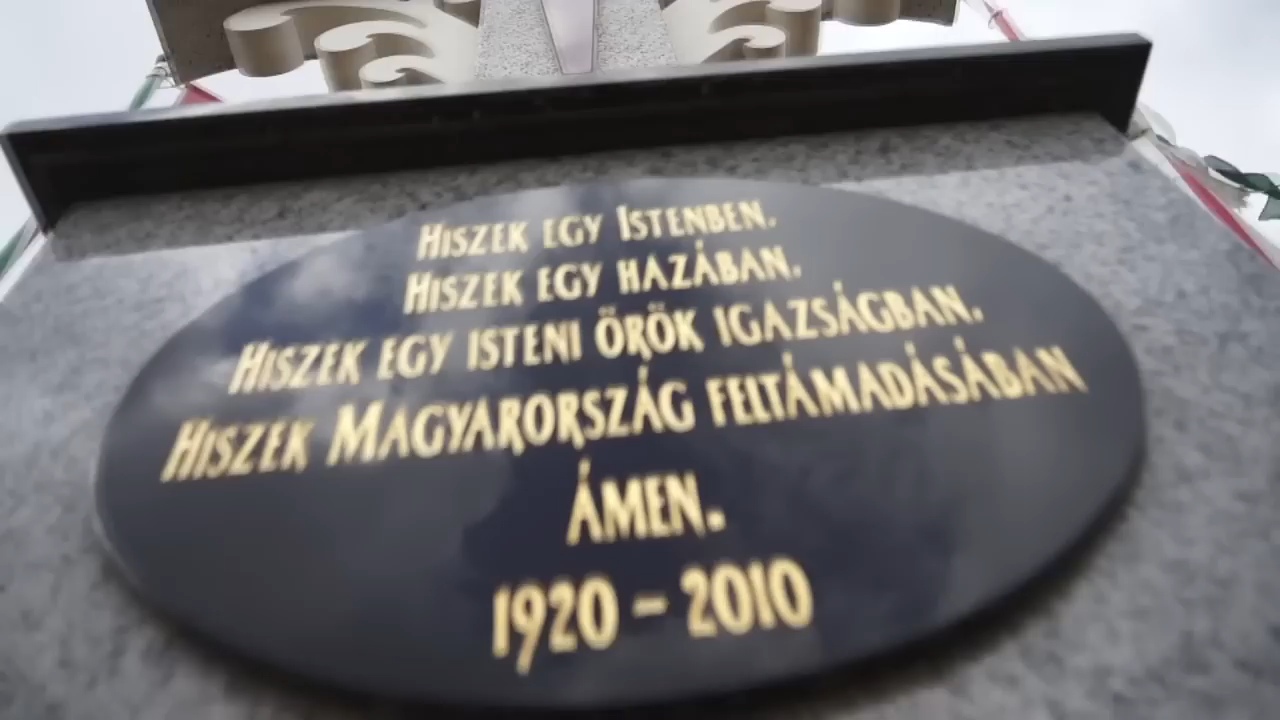 HISZEK EGY ISTENBEN.
HISZEK EGY HAZÁBAN.
HISZEK EGY ISTENI ÖRÖK IGAZSÁGBAN.
HISZEK MAGYARORSZÁG FELTÁMADÁSÁBAN
ÁMEN.
1920 – 2010